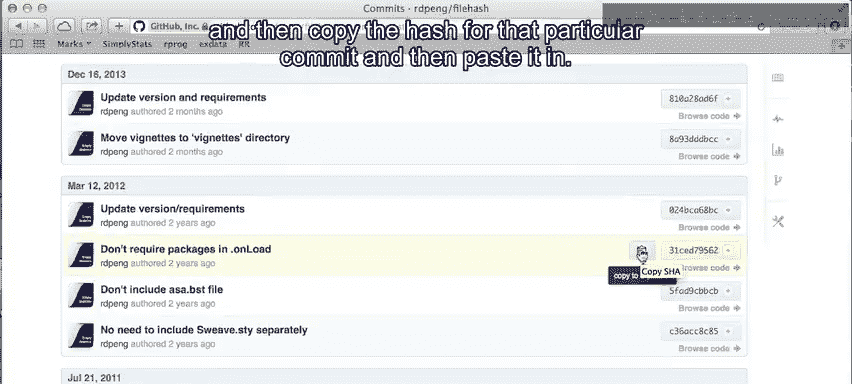 Commits - rdpeng/filehash
GitHub, Inc.
and then copy the hash for that particular
commit and then paste it in.
Marks SimplyStats rprog exdata RR
Dec 16, 2013
Update version and requirements
rdpeng authored 2 months ago
810a28ad6f
Browse code
Move vignettes to 'vignettes' directory
rdpeng authored 2 months ago
8a93dddbcc
Browse code
Mar 12, 2012
Update version/requirements
rdpeng authored 2 years ago
024bca68bc
Browse code
Don't require packages in .onLoad
rdpeng authored 2 years ago
31ced79562
Browse code
copy to
Copy SHA
Don't include asa.bst file
rdpeng authored 2 years ago
5fad9cbbcb
Browse code
No need to include Sweave.sty separately
rdpeng authored 2 years ago
c36acc8c85
Browse code
Jul 21, 2011